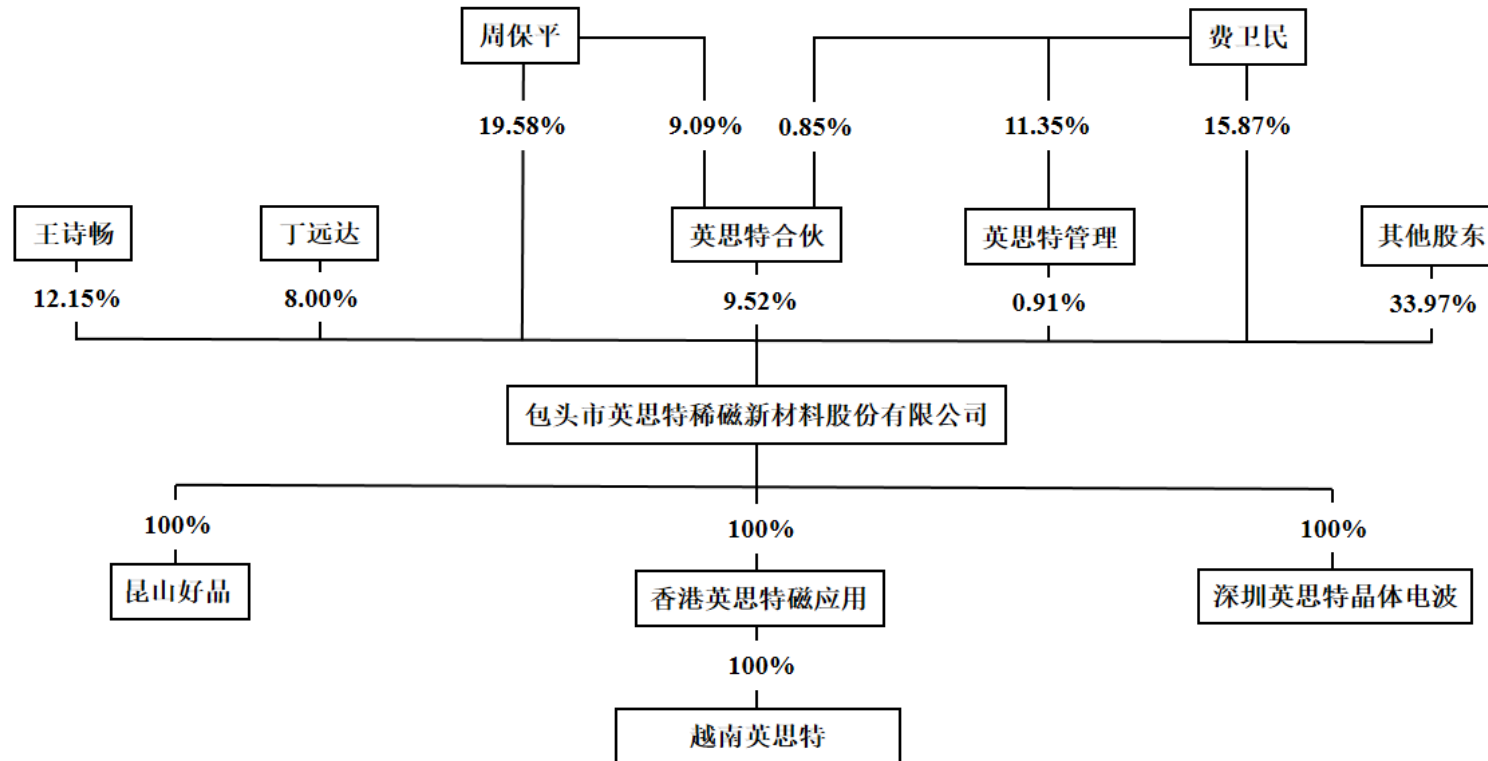 周保平
费卫民
19.58%
9.09%
0.85%
11.35%
15.87%
王诗畅
丁远达
英思特合伙
英思特管理
其他股东
12.15%
8.00%
9.52%
0.91%
33.97%
包头市英思特稀磁新材料股份有限公司
100%
100%
100%
昆山好品
香港英思特磁应用
深圳英思特晶体电波
100%
越南英思特